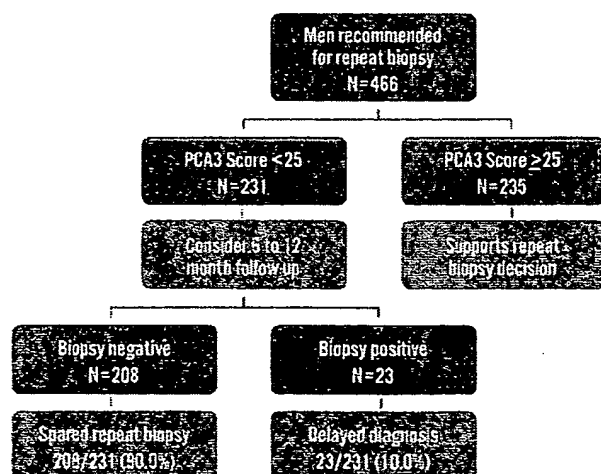 Men recommended
for repeat biopsy
N=466
PCA3 Score <25
N=231
PCA3 Score ≥25
N=235
Consider 6 to 12
month follow up
Supports repeat
biopsy decision
Biopsy negative
N=208
Biopsy positive
N=23
Spared repeat biopsy
208/231 (90.0%)
Delayed diagnosis
23/231 (10.0%)